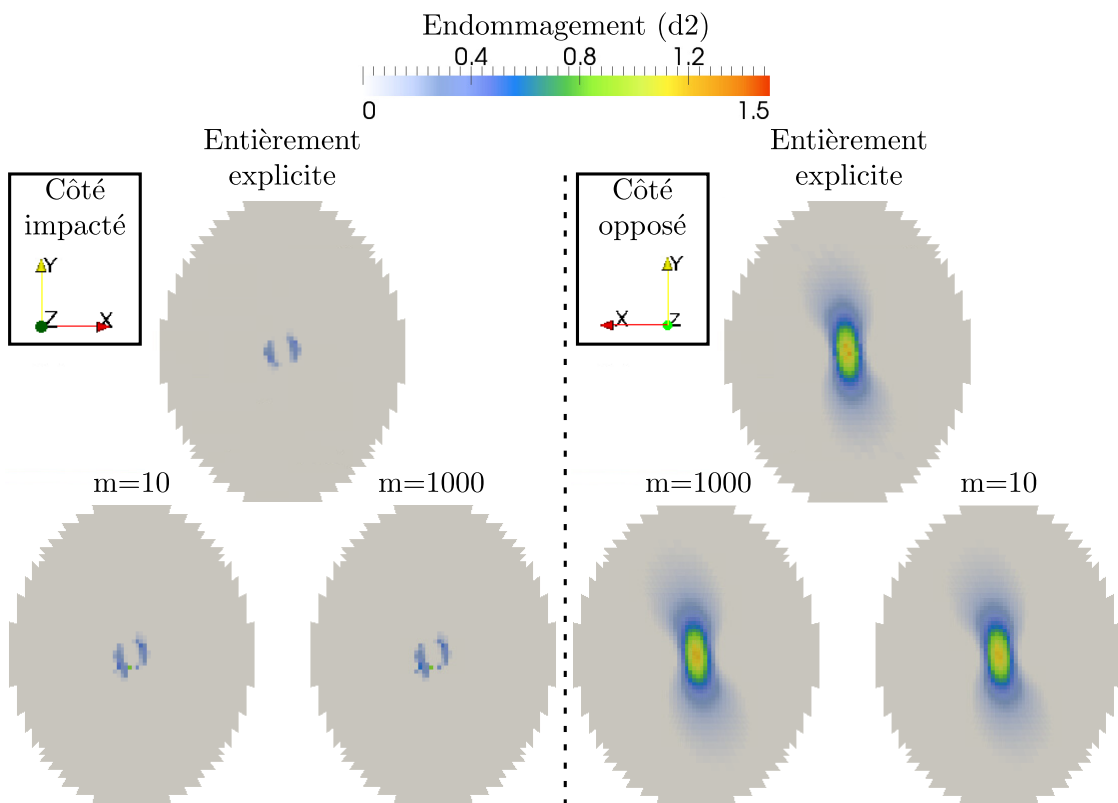 Endommagement (d2)
0.4 0.8 1.2
0 1.5
Entièrement
explicite
Côté
impacté
Y
Z X
Entièrement
explicite
Côté
opposé
Y
X Z
m=10
m=1000
m=1000
m=10